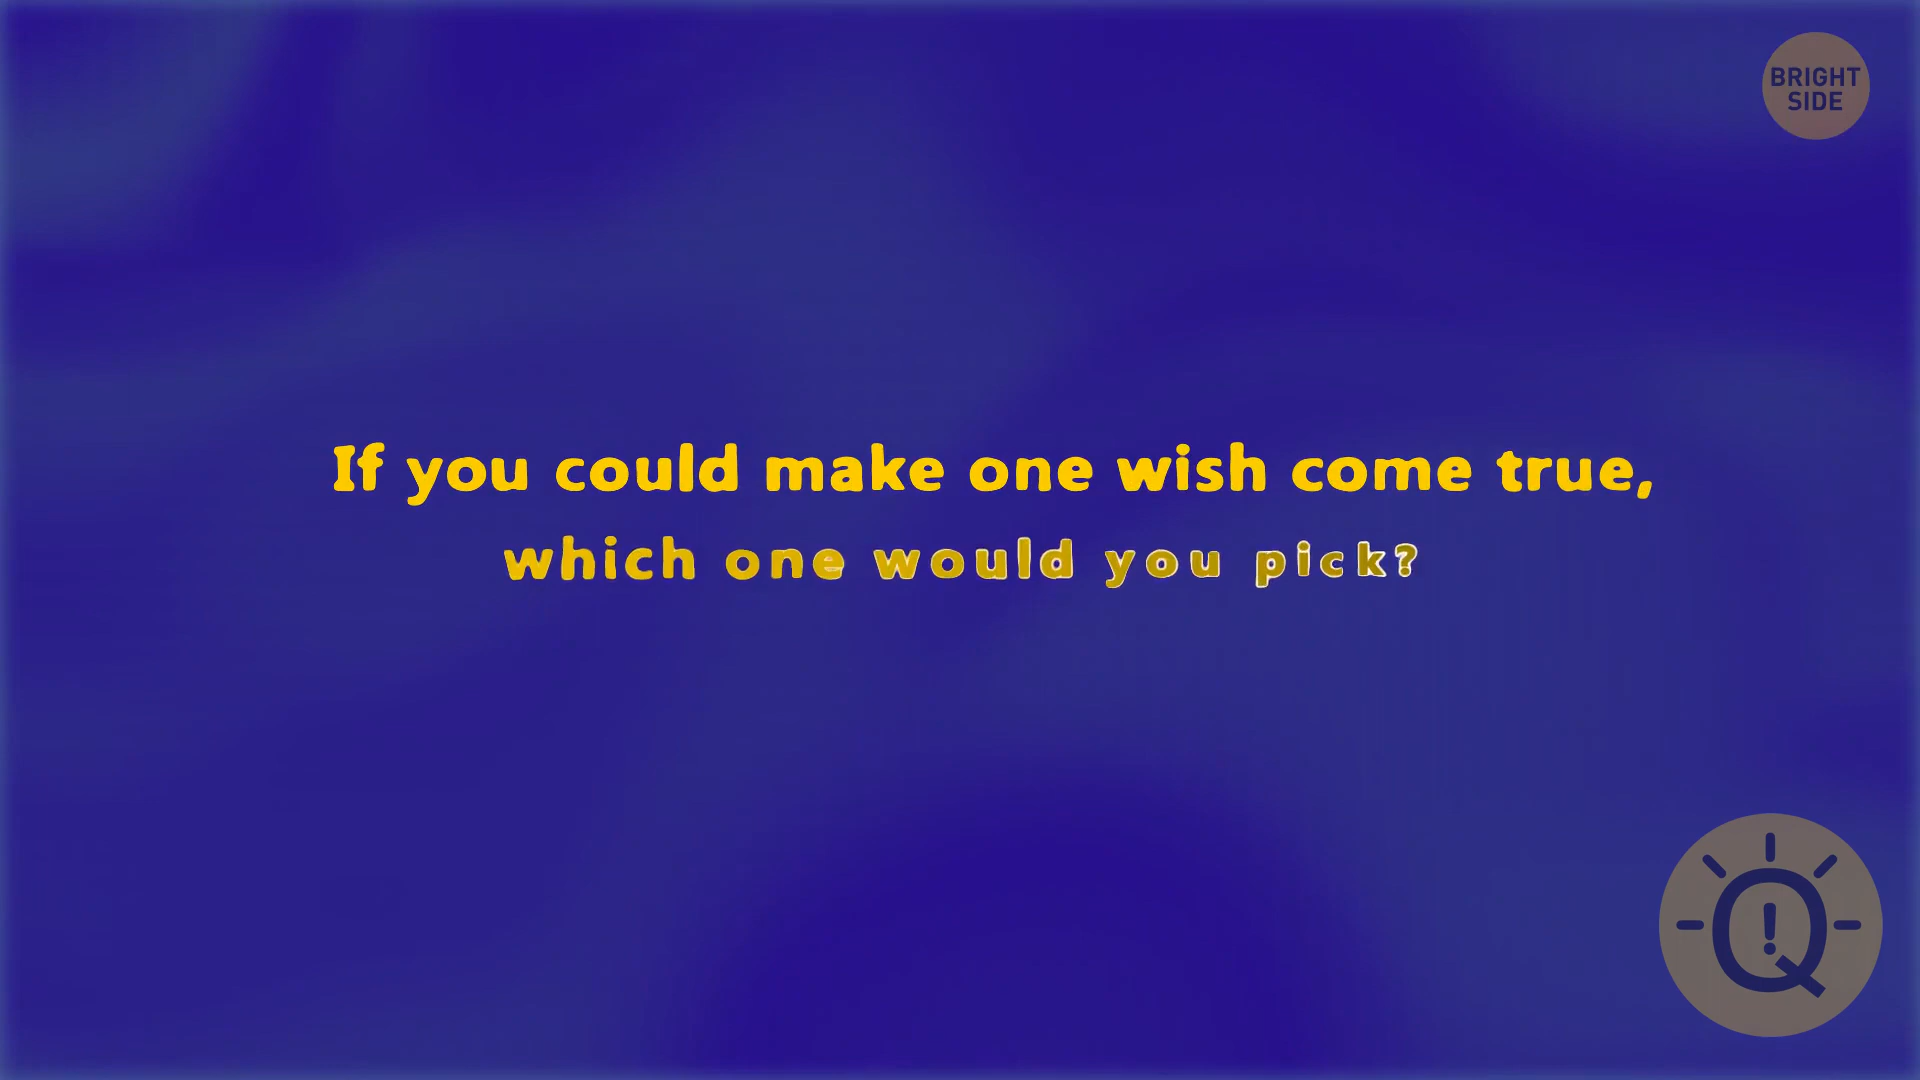 BRIGHT
SIDE
If you could make one wish come true,
which one would you pick?
Q!